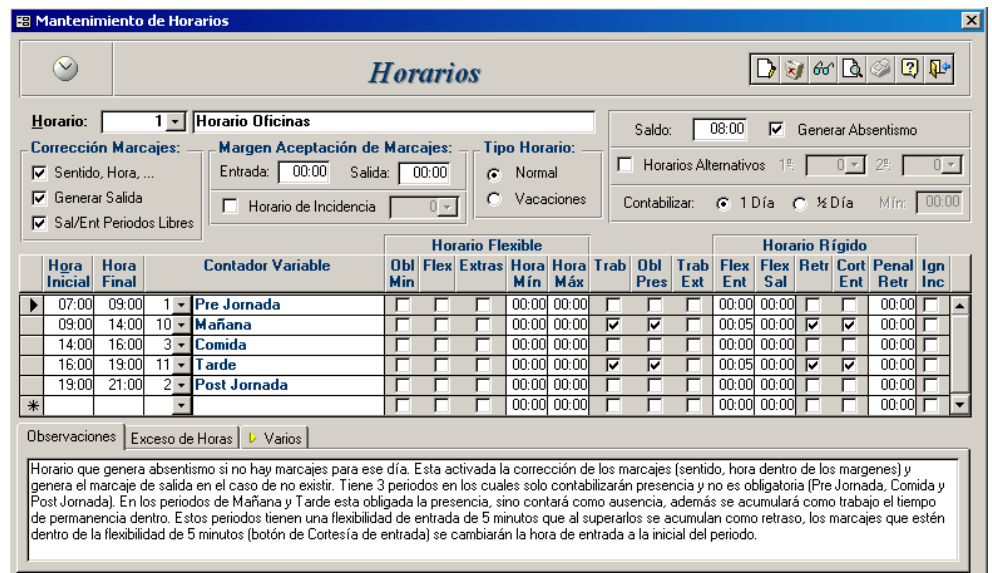 Mantenimiento de Horarios
Horarios
Horario: 1 Horario Oficinas
Saldo: 08:00 Generar Absentismo
Corrección Marcajes: Margen Aceptación de Marcajes: Tipo Horario:
Sentido, Hora, ... Entrada: 00:00 Salida: 00:00 Normal
Horarios Alternativos 1º: 0 2º: 0
Generar Salida Horario de Incidencia 0 Vacaciones
Contabilizar: 1 Día ½ Día Mín: 00:00
Sal/Ent Periodos Libres
Horario Flexible Horario Rígido
Hora Hora Contador Variable Obl Flex Extras Hora Hora Trab Obl Trab Flex Flex Retr Cort Penal Ign
Inicial Final Min Mín Máx Pres Ext Ent Sal Ent Retr Inc
07:00 09:00 1 Pre Jornada 00:00 00:00 00:00 00:00 00:00
09:00 14:00 10 Mañana 00:00 00:00 00:05 00:00 00:00
14:00 16:00 3 Comida 00:00 00:00 00:00 00:00 00:00
16:00 19:00 11 Tarde 00:00 00:00 00:05 00:00 00:00
19:00 21:00 2 Post Jornada 00:00 00:00 00:00 00:00 00:00
00:00 00:00 00:00 00:00 00:00
Observaciones Exceso de Horas Varios
Horario que genera absentismo si no hay marcajes para ese día. Esta activada la corrección de los marcajes (sentido, hora dentro de los margenes) y
genera el marcaje de salida en el caso de no existir. Tiene 3 periodos en los cuales solo contabilizarán presencia y no es obligatoria (Pre Jornada, Comida y
Post Jornada). En los periodos de Mañana y Tarde esta obligada la presencia, sino contará como ausencia, además se acumulará como trabajo el tiempo
de permanencia dentro. Estos periodos tienen una flexibilidad de entrada de 5 minutos que al superarlos se acumulan como retraso, los marcajes que estén
dentro de la flexibilidad de 5 minutos (botón de Cortesía de entrada) se cambiarán la hora de entrada a la inicial del periodo.